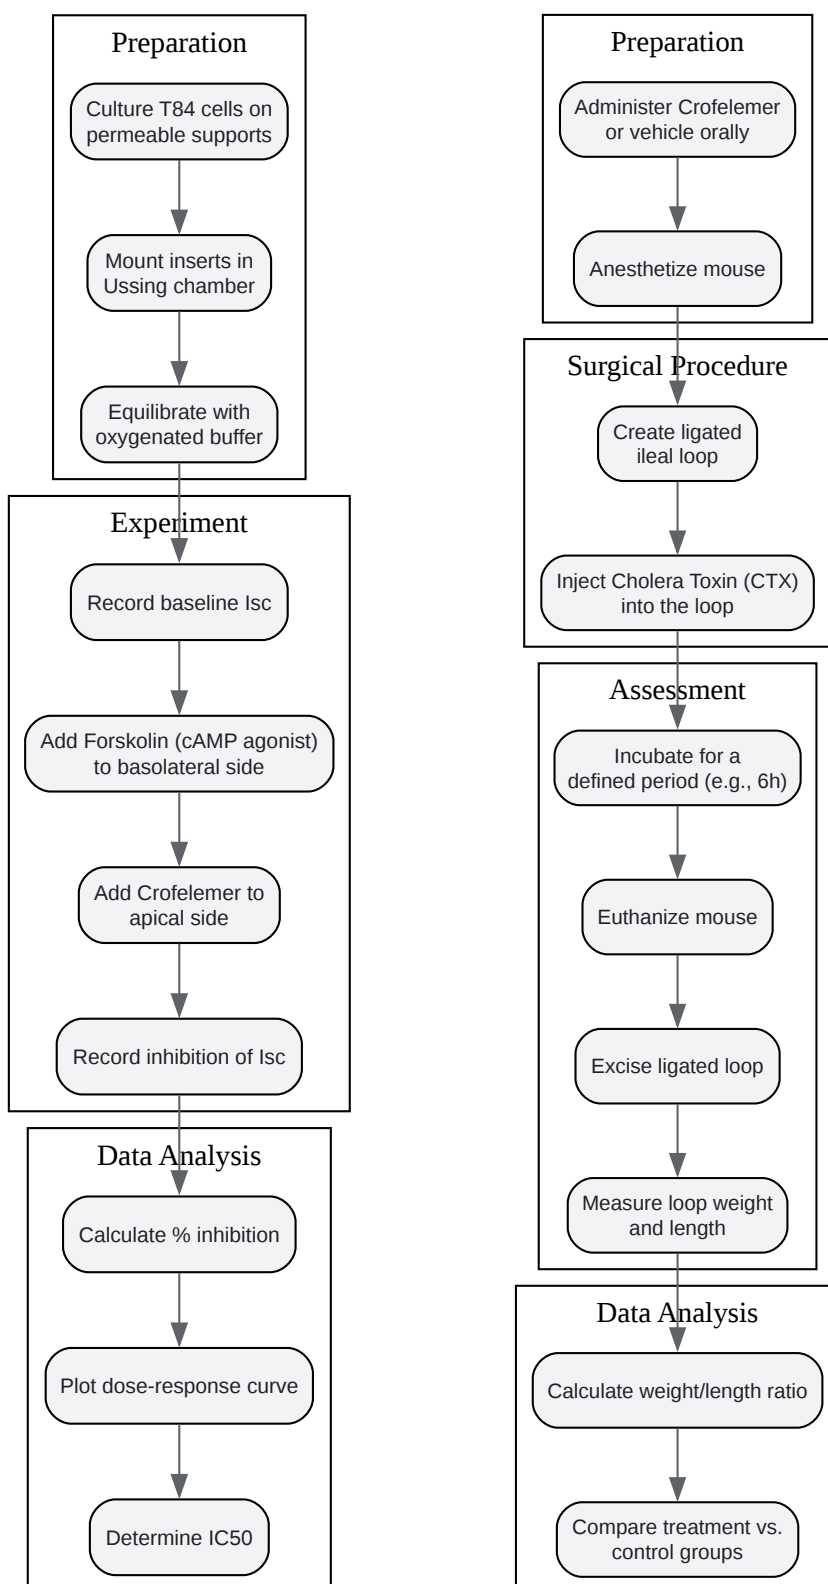 Preparation
Culture T84 cells on
permeable supports
Mount inserts in
Ussing chamber
Equilibrate with
oxygenated buffer
Experiment
Record baseline Isc
Add Forskolin (cAMP agonist)
to basolateral side
Add Crofelemer to
apical side
Record inhibition of Isc
Data Analysis
Calculate % inhibition
Plot dose-response curve
Determine IC50
Preparation
Administer Crofelemer
or vehicle orally
Anesthetize mouse
Surgical Procedure
Create ligated
ileal loop
Inject Cholera Toxin (CTX)
into the loop
Assessment
Incubate for a
defined period (e.g., 6h)
Euthanize mouse
Excise ligated loop
Measure loop weight
and length
Data Analysis
Calculate weight/length ratio
Compare treatment vs.
control groups